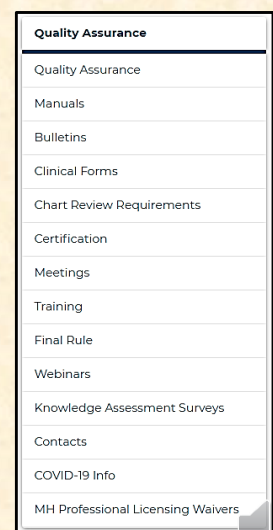 Quality Assurance
Quality Assurance
Manuals
Bulletins
Clinical Forms
Chart Review Requirements
Certification
Meetings
Training
Final Rule
Webinars
Knowledge Assessment Surveys
Contacts
COVID-19 Info
MH Professional Licensing Waivers